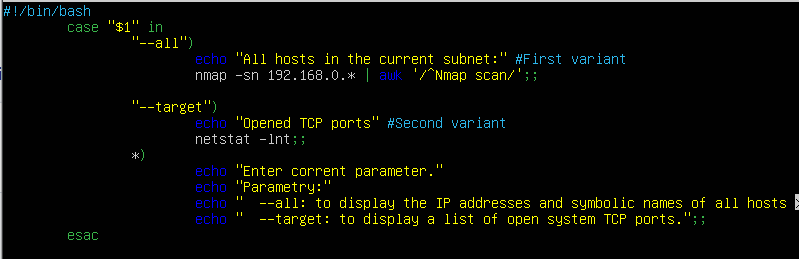 #!/bin/bash
case "$1" in
"--all")
echo "All hosts in the current subnet:" #First variant
nmap -sn 192.168.0.* | awk '/^Nmap scan/';;
"--target")
echo "Opened TCP ports" #Second variant
netstat -lnt;;
*)
echo "Enter corrent parameter."
echo "Parametry:"
echo "  --all: to display the IP addresses and symbolic names of all hosts >
echo "  --target: to display a list of open system TCP ports.";;
esac